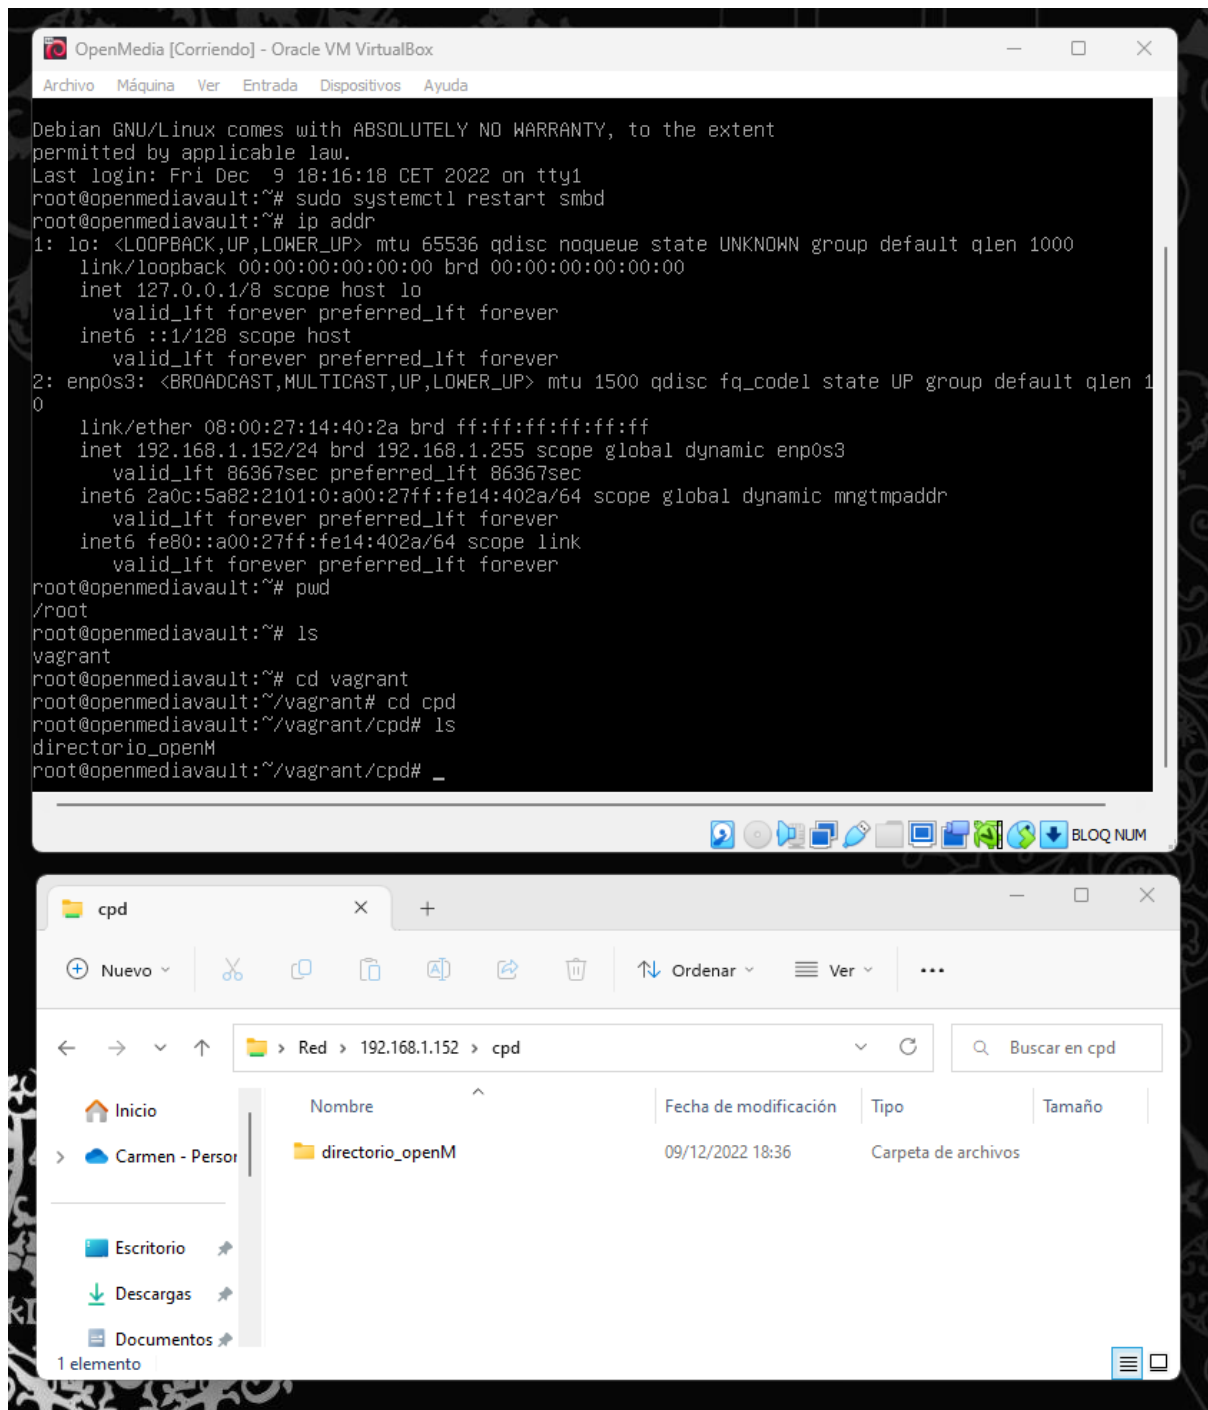 OpenMedia [Corriendo] - Oracle VM VirtualBox
Archivo Máquina Ver Entrada Dispositivos Ayuda
Debian GNU/Linux comes with ABSOLUTELY NO WARRANTY, to the extent
permitted by applicable law.
Last login: Fri Dec  9 18:16:18 CET 2022 on tty1
root@openmediavault:~# sudo systemctl restart smbd
root@openmediavault:~# ip addr
1: lo: <LOOPBACK,UP,LOWER_UP> mtu 65536 qdisc noqueue state UNKNOWN group default qlen 1000
    link/loopback 00:00:00:00:00:00 brd 00:00:00:00:00:00
    inet 127.0.0.1/8 scope host lo
       valid_lft forever preferred_lft forever
    inet6 ::1/128 scope host
       valid_lft forever preferred_lft forever
2: enp0s3: <BROADCAST,MULTICAST,UP,LOWER_UP> mtu 1500 qdisc fq_codel state UP group default qlen 1
0
    link/ether 08:00:27:14:40:2a brd ff:ff:ff:ff:ff:ff
    inet 192.168.1.152/24 brd 192.168.1.255 scope global dynamic enp0s3
       valid_lft 86367sec preferred_lft 86367sec
    inet6 2a0c:5a82:2101:0:a00:27ff:fe14:402a/64 scope global dynamic mngtmpaddr
       valid_lft forever preferred_lft forever
    inet6 fe80::a00:27ff:fe14:402a/64 scope link
       valid_lft forever preferred_lft forever
root@openmediavault:~# pwd
/root
root@openmediavault:~# ls
vagrant
root@openmediavault:~# cd vagrant
root@openmediavault:~/vagrant# cd cpd
root@openmediavault:~/vagrant/cpd# ls
directorio_openM
root@openmediavault:~/vagrant/cpd# _
BLOQ NUM
cpd
Nuevo Ordenar Ver ...
Red > 192.168.1.152 > cpd Buscar en cpd
Nombre Fecha de modificación Tipo Tamaño
directorio_openM 09/12/2022 18:36 Carpeta de archivos
Inicio
Carmen - Person
Escritorio
Descargas
Documentos
1 elemento